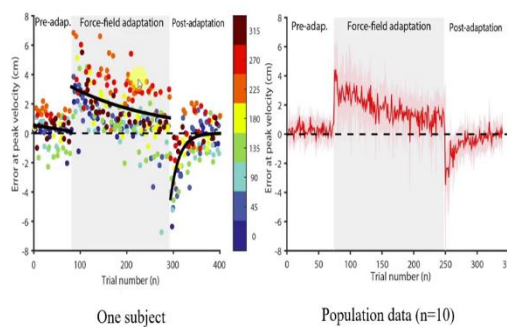 Pre-adap. Force-field adaptation Post-adaptation
Error at peak velocity (cm)
8
6
4
2
0
-2
-4
-6
-8
0 100 200 300 400
Trial number (n)
315
270
225
180
135
90
45
0
One subject
Pre-adap. Force-field adaptation Post-adaptation
Error at peak velocity (cm)
8
6
4
2
0
-2
-4
-6
-8
0 50 100 150 200 250 300
Trial number (n)
Population data (n=10)